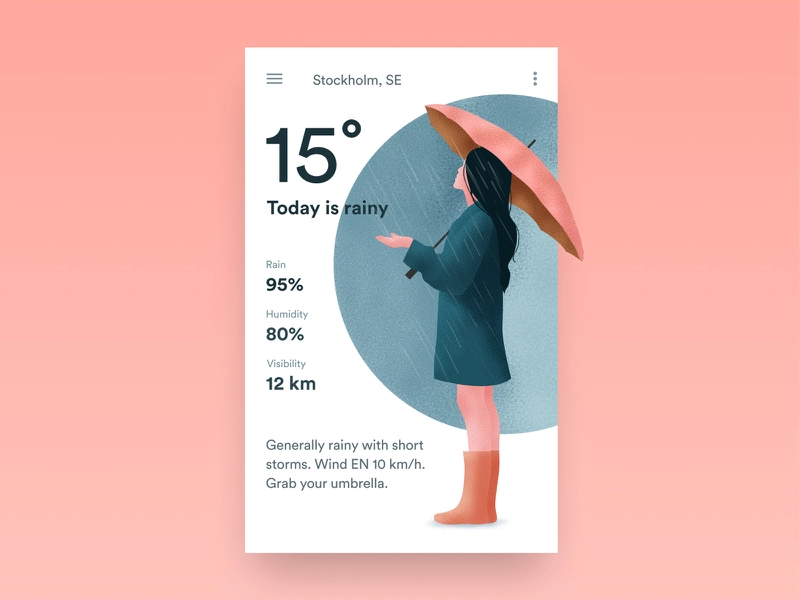 Stockholm, SE
15°
Today is rainy
Rain
95%
Humidity
80%
Visibility
12 km
Generally rainy with short
storms. Wind EN 10 km/h.
Grab your umbrella.